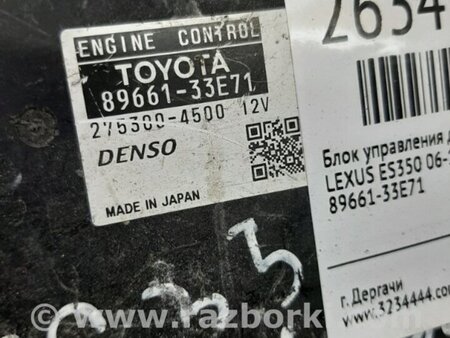 ENGINE CONTROL
TOYOTA
89661-33E71
275300-4500 12V
DENSO
MADE IN JAPAN
2634
Блок управления д
LEXUS ES350 06-
89661-33E71
г. Дергачи
www.3234444.com
www.razbork